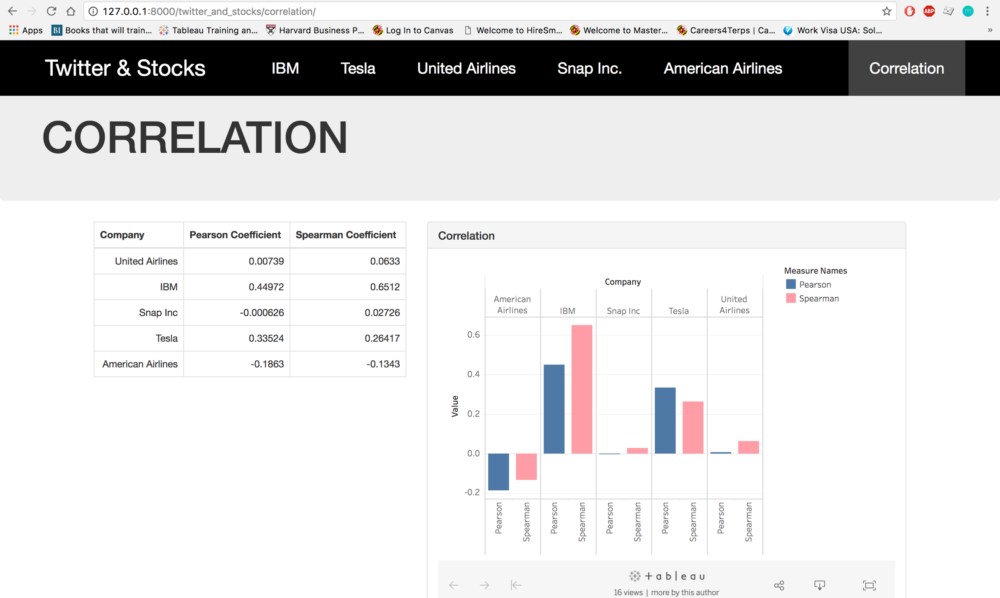 127.0.0.1:8000/twitter_and_stocks/correlation/
ABP
m
Apps BI Books that will train... Tableau Training an... Harvard Business P... Log In to Canvas Welcome to HireSm... Welcome to Master... Careers4Terps | Ca... Work Visa USA: Sol... »
Twitter & Stocks IBM Tesla United Airlines Snap Inc. American Airlines Correlation
CORRELATION
Company Pearson Coefficient Spearman Coefficient
United Airlines 0.00739 0.0633
IBM 0.44972 0.6512
Snap Inc -0.000626 0.02726
Tesla 0.33524 0.26417
American Airlines -0.1863 -0.1343
Correlation
Company
American Airlines IBM Snap Inc Tesla United Airlines
Measure Names
Pearson
Spearman
Value
0.6
0.4
0.2
0.0
-0.2
Pearson Spearman Pearson Spearman Pearson Spearman Pearson Spearman Pearson Spearman
+ a b l e a u
16 views | more by this author